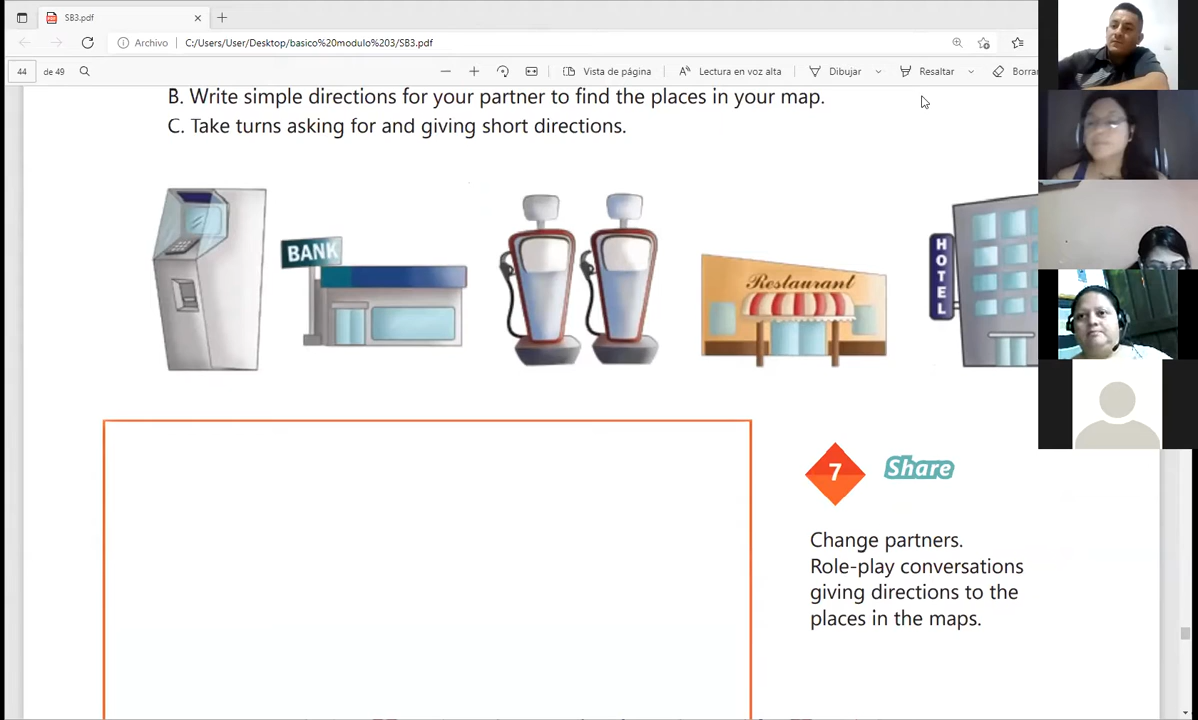 SB3.pdf
Archivo
C:/Users/User/Desktop/basico%20modulo%203/SB3.pdf
44
de 49
Vista de página
Lectura en voz alta
Dibujar
Resaltar
B. Write simple directions for your partner to find the places in your map.
C. Take turns asking for and giving short directions.
BANK
Restaurant
HOTEL
7
Share
Change partners.
Role-play conversations
giving directions to the
places in the maps.